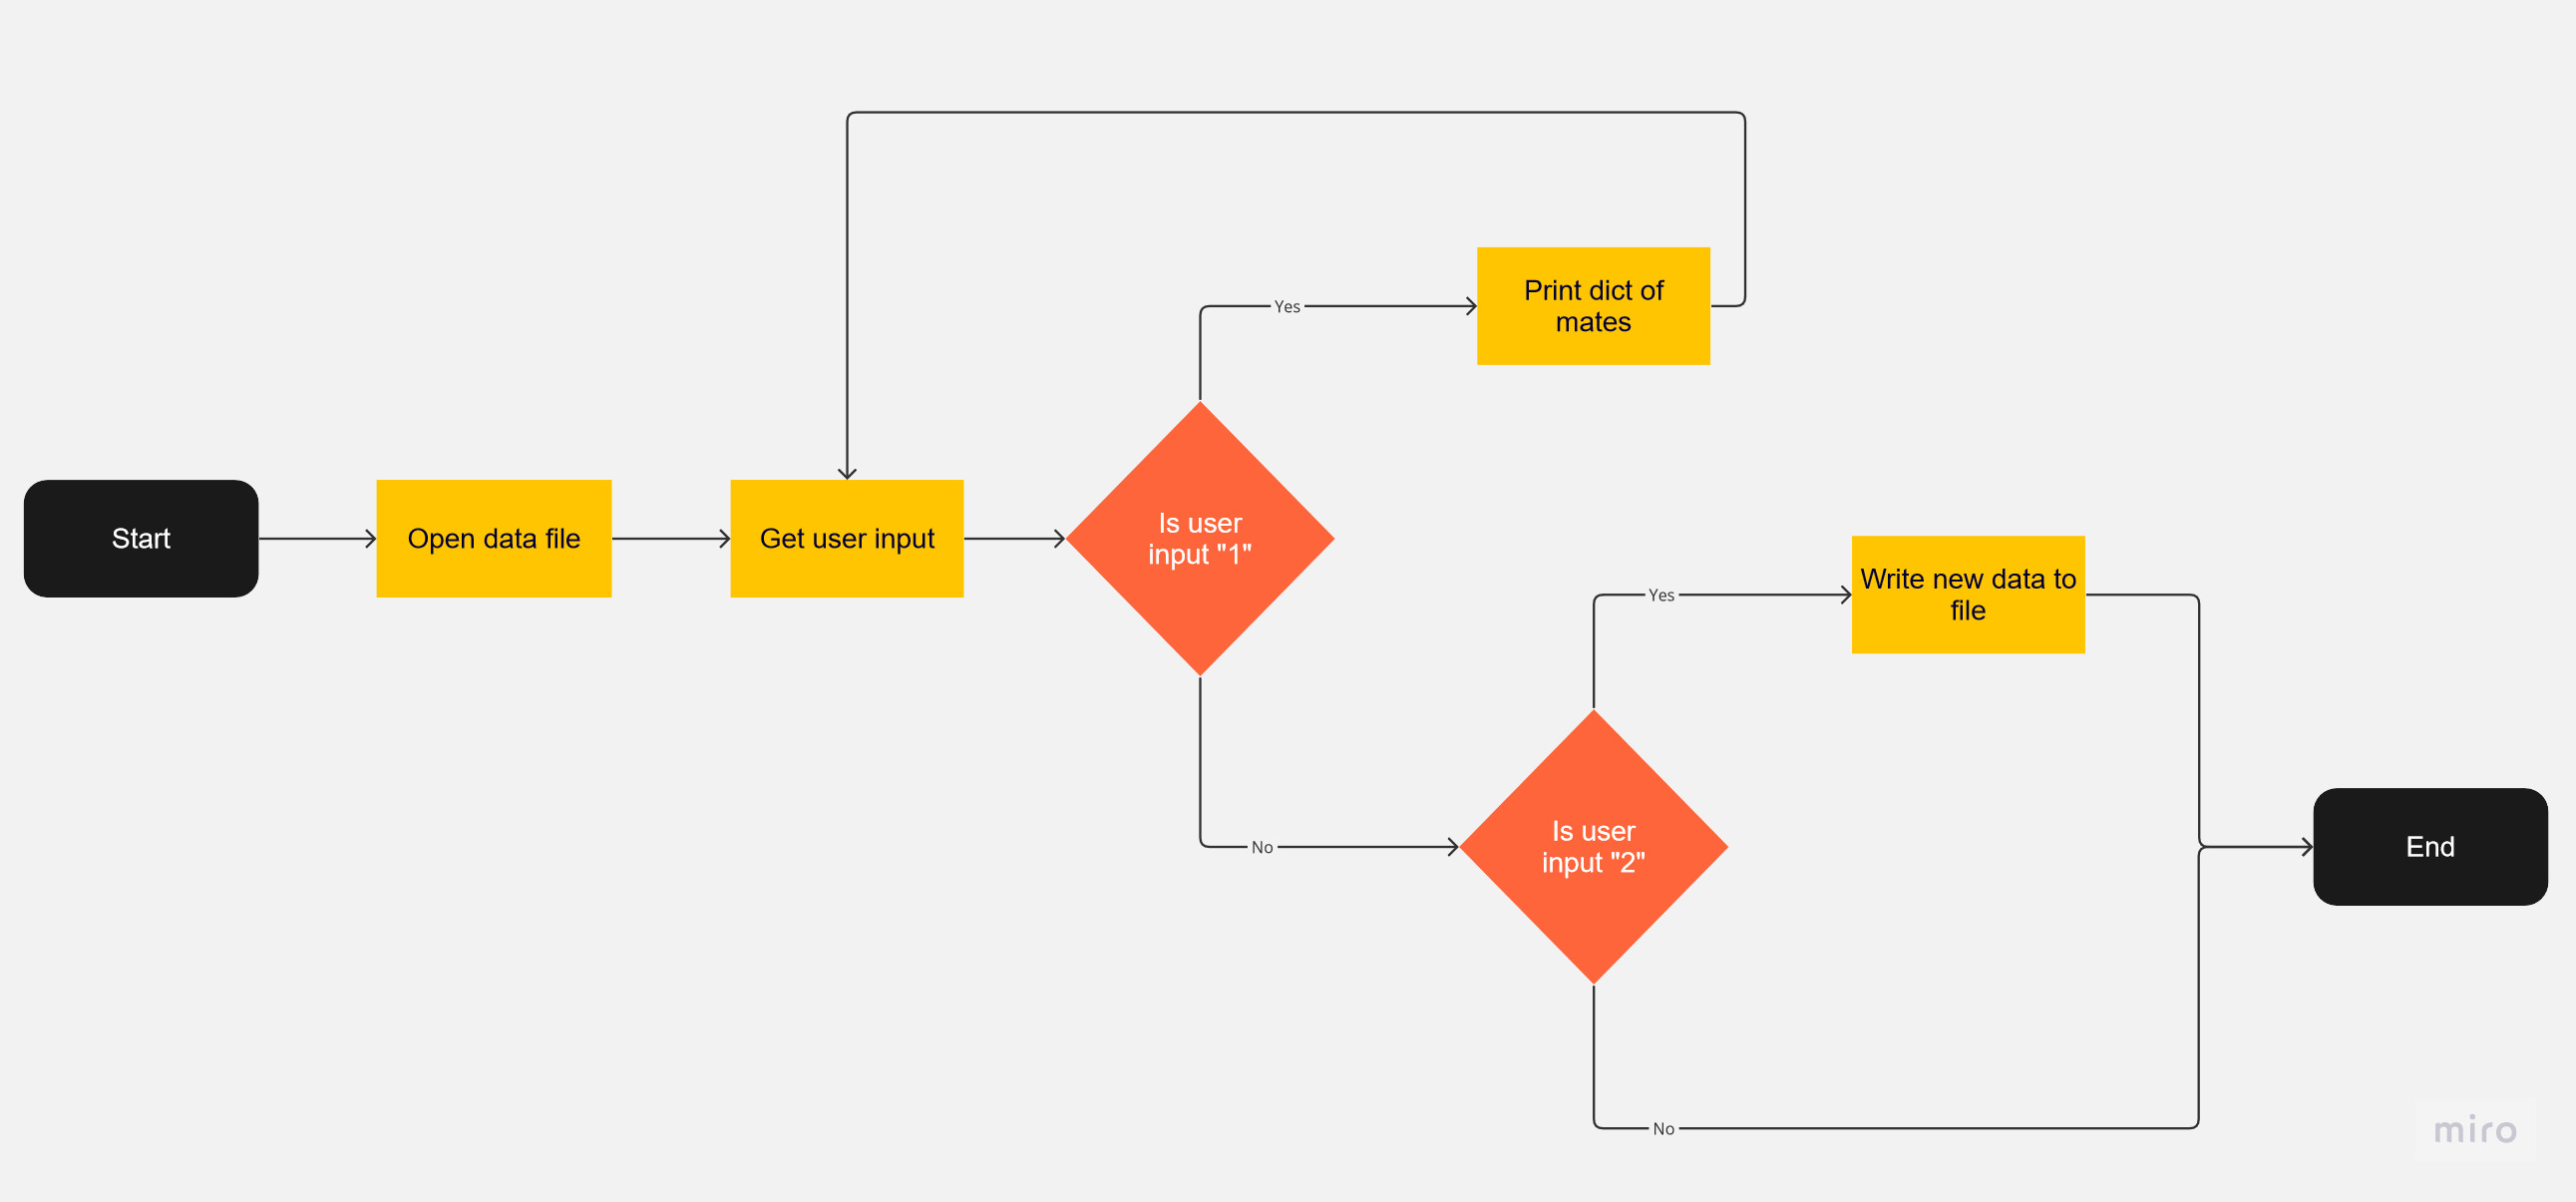 Yes
Print dict of
mates
Start
Open data file
Get user input
Is user
input "1"
Yes
Write new data to
file
No
Is user
input "2"
End
No
miro